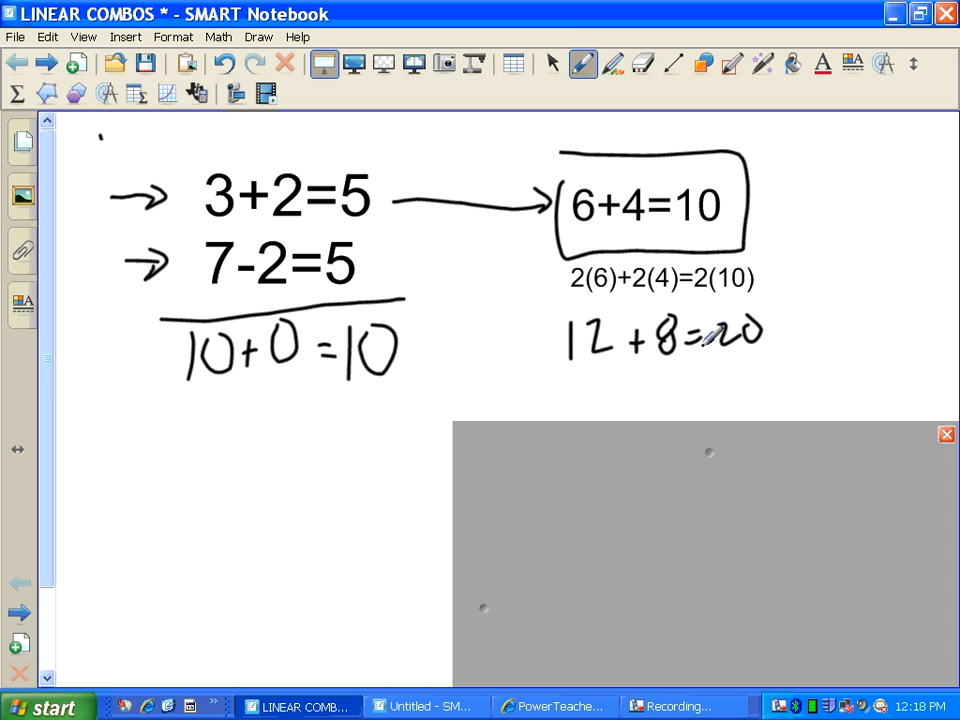 LINEAR COMBOS * - SMART Notebook
File Edit View Insert Format Math Draw Help
3+2=5
7-2=5
10+0=10
6+4=10
2(6)+2(4)=2(10)
12+8=20
start
LINEAR COMB...
Untitled - SM...
PowerTeache...
Recording...
12:18 PM